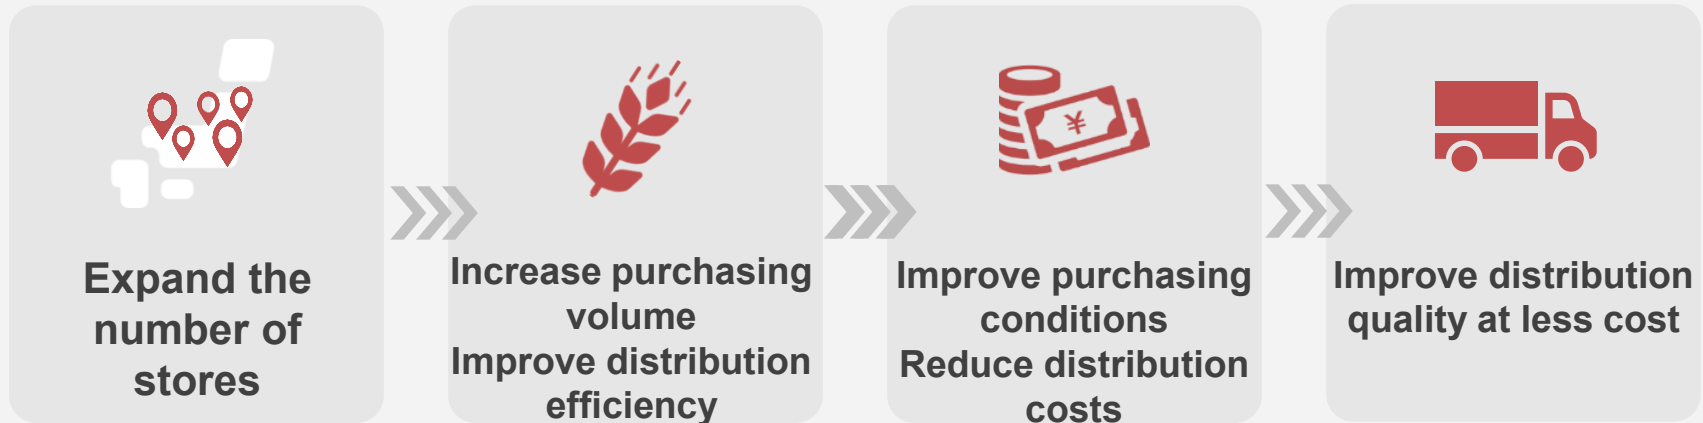 Expand the
number of
stores
Increase purchasing
volume
Improve distribution
efficiency
¥
Improve purchasing
conditions
Reduce distribution
costs
Improve distribution
quality at less cost